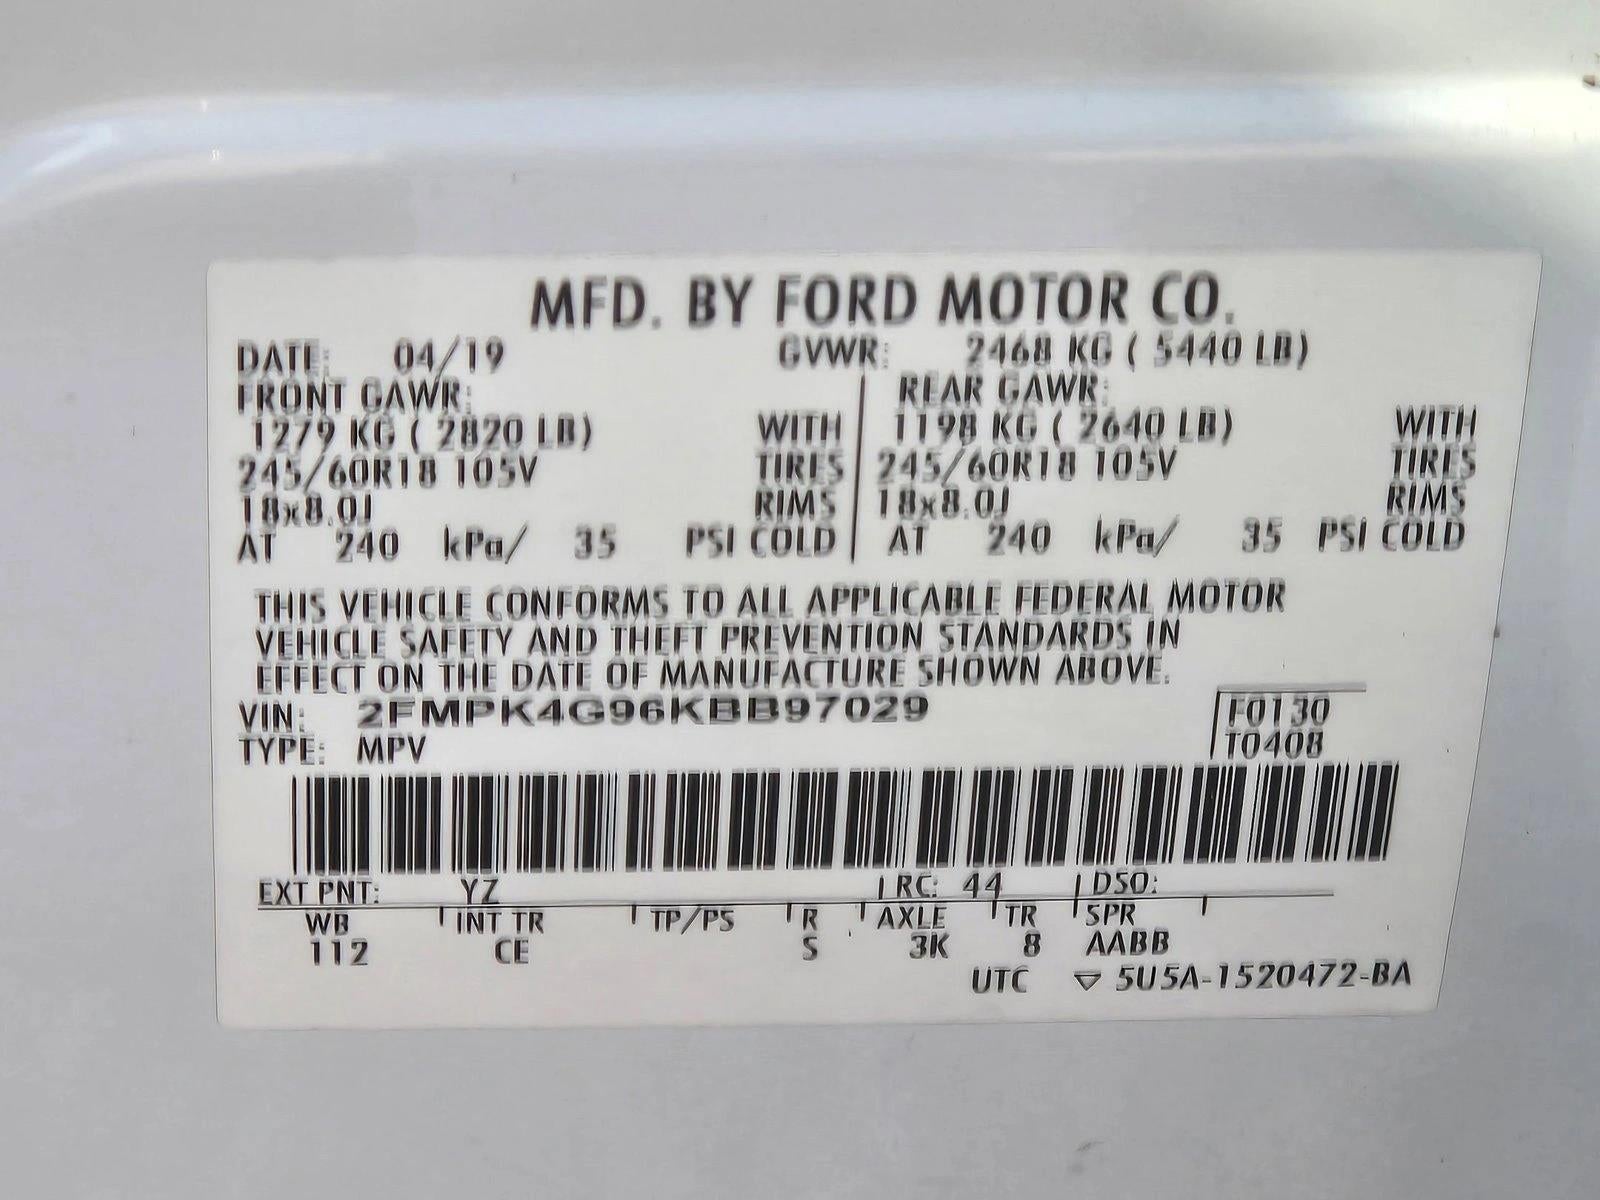 MFD. BY FORD MOTOR CO.
DATE: 04/19 GVWR: 2468 KG ( 5440 LB)
FRONT GAWR: REAR GAWR:
1279 KG ( 2820 LB) WITH 1198 KG ( 2640 LB) WITH
245/60R18 105V TIRES 245/60R18 105V TIRES
18x8.0J RIMS 18x8.0J RIMS
AT 240 kPa/ 35 PSI COLD AT 240 kPa/ 35 PSI COLD
THIS VEHICLE CONFORMS TO ALL APPLICABLE FEDERAL MOTOR
VEHICLE SAFETY AND THEFT PREVENTION STANDARDS IN
EFFECT ON THE DATE OF MANUFACTURE SHOWN ABOVE.
VIN: 2FMPK4G96KBB97029 F0130
TYPE: MPV T0408
EXT PNT: YZ RC: 44 DSO:
WB INT TR TP/PS R AXLE TR SPR
112 CE S 3K 8 AABB
UTC ▽ 5U5A-1520472-BA